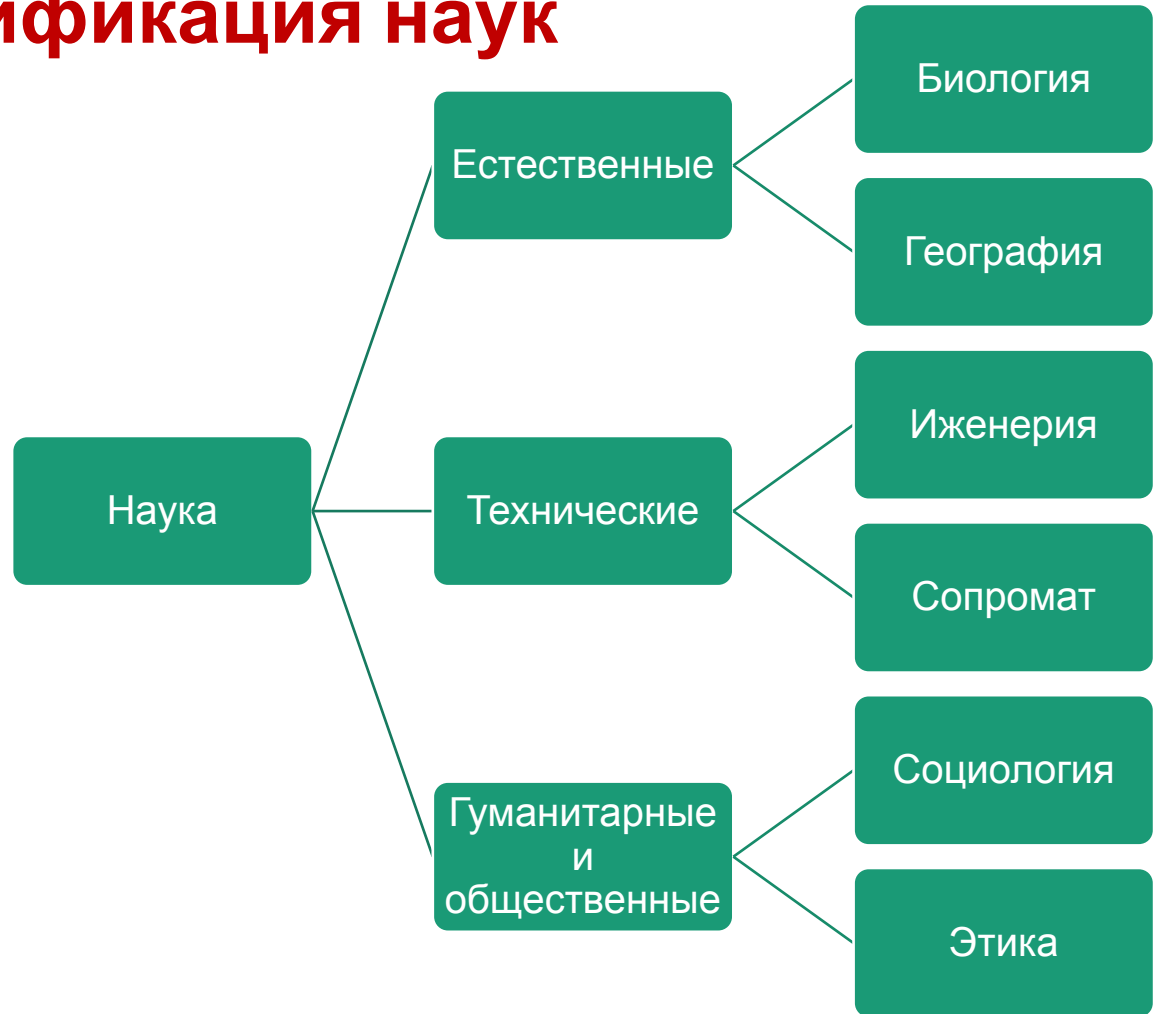 ификация наук
Биология
Естественные
География
Иженерия
Наука
Технические
Сопромат
Социология
Гуманитарные
и
общественные
Этика